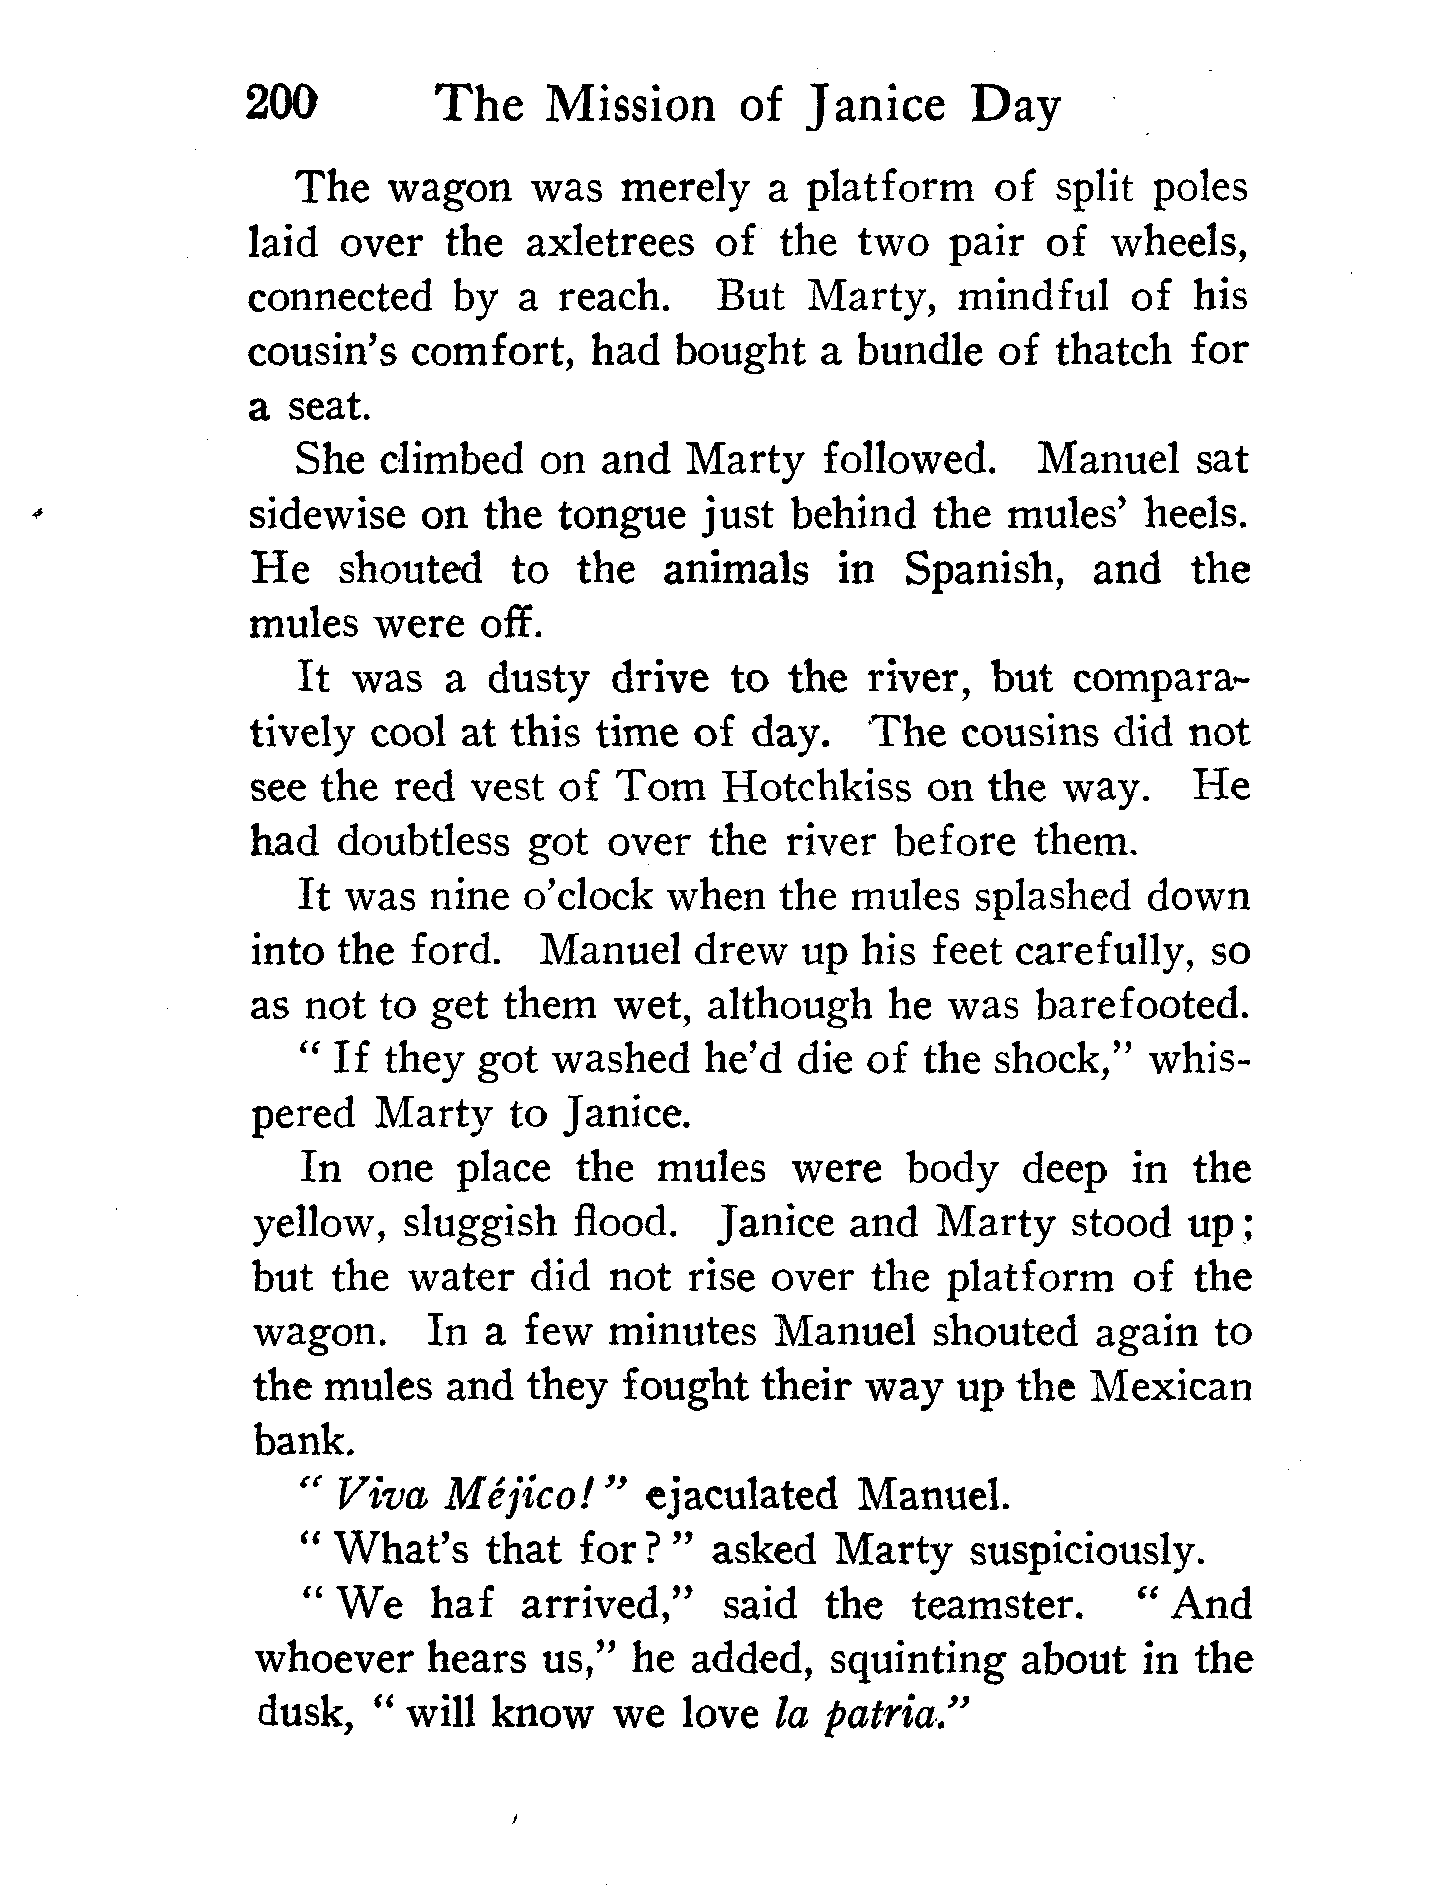 200 The Mission of Janice Day
The wagon was merely a platform of split poles
laid over the axletrees of the two pair of wheels,
connected by a reach. But Marty, mindful of his
cousin's comfort, had bought a bundle of thatch for
a seat.
She climbed on and Marty followed. Manuel sat
sidewise on the tongue just behind the mules' heels.
He shouted to the animals in Spanish, and the
mules were off.
It was a dusty drive to the river, but compara-
tively cool at this time of day. The cousins did not
see the red vest of Tom Hotchkiss on the way. He
had doubtless got over the river before them.
It was nine o'clock when the mules splashed down
into the ford. Manuel drew up his feet carefully, so
as not to get them wet, although he was barefooted.
" If they got washed he'd die of the shock," whis-
pered Marty to Janice.
In one place the mules were body deep in the
yellow, sluggish flood. Janice and Marty stood up;
but the water did not rise over the platform of the
wagon. In a few minutes Manuel shouted again to
the mules and they fought their way up the Mexican
bank.
" Viva Méjico! " ejaculated Manuel.
" What's that for? " asked Marty suspiciously.
" We haf arrived," said the teamster. " And
whoever hears us," he added, squinting about in the
dusk, " will know we love la patria."